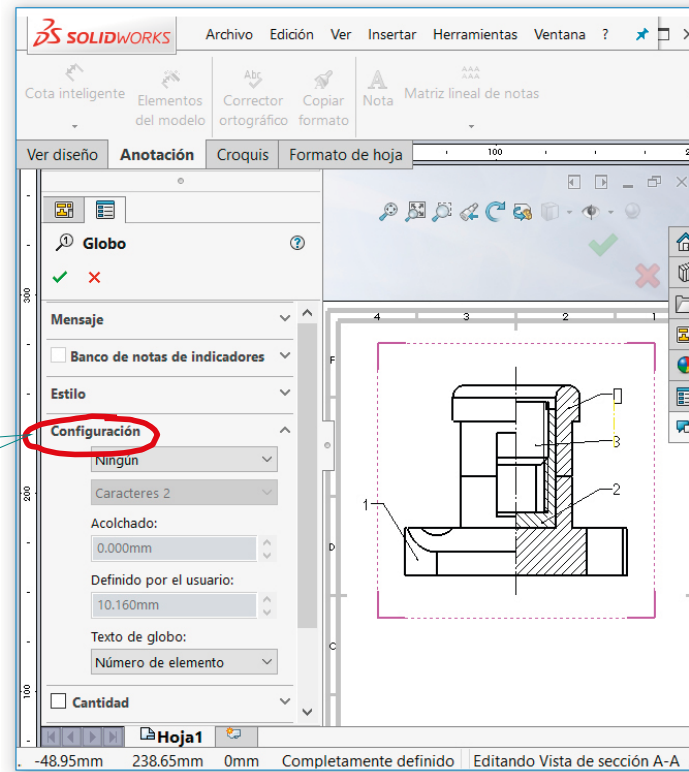 SOLIDWORKS Archivo Edición Ver Insertar Herramientas Ventana ?
Cota inteligente
Elementos del modelo
Corrector ortográfico
Abc
Copiar formato
A
Nota
AAA
AAA
Matriz lineal de notas
Ver diseño Anotación Croquis Formato de hoja
100
Globo
Mensaje
Banco de notas de indicadores
Estilo
Configuración
Ningún
Caracteres 2
Acolchado:
0.000mm
Definido por el usuario:
10.160mm
Texto de globo:
Número de elemento
Cantidad
300
200
100
4 3 2 1
F
D
C
3
2
1
Hoja1
-48.95mm 238.65mm 0mm Completamente definido Editando Vista de sección A-A